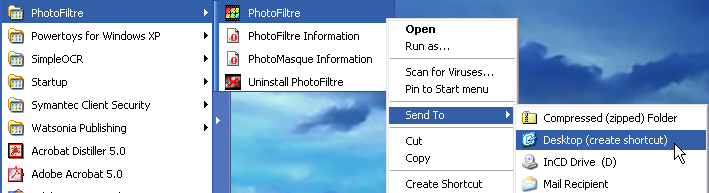 PhotoFiltre
Powertoys for Windows XP
SimpleOCR
Startup
Symantec Client Security
Watsonia Publishing
Acrobat Distiller 5.0
Adobe Acrobat 5.0
PhotoFiltre
PhotoFiltre Information
PhotoMasque Information
Uninstall PhotoFiltre
Open
Run as...
Scan for Viruses...
Pin to Start menu
Send To
Cut
Copy
Create Shortcut
Compressed (zipped) Folder
Desktop (create shortcut)
InCD Drive (D)
Mail Recipient